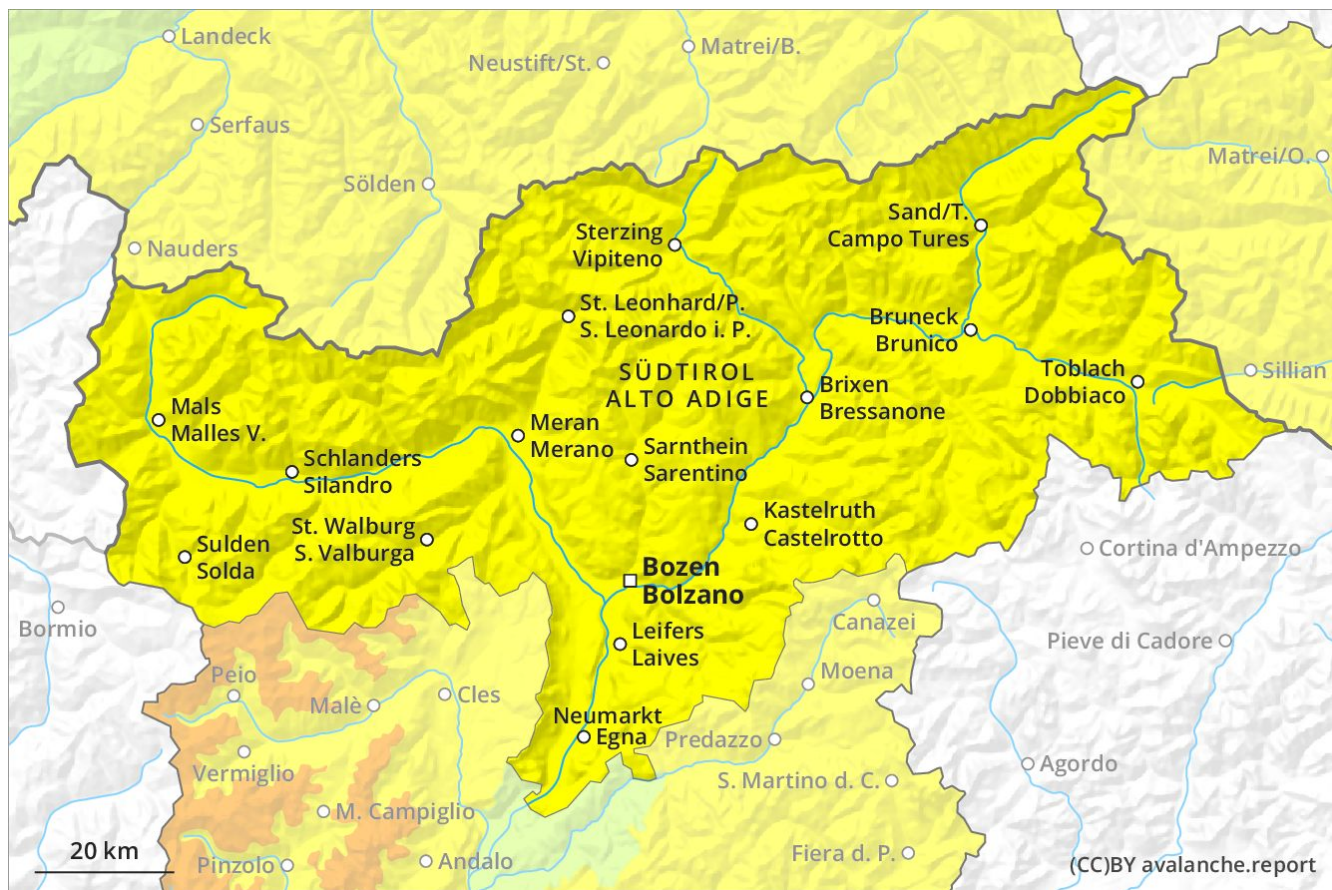 Landeck
Neustift/St.
Matrei/B.
Serfaus
Matrei/O.
Sölden
Sand/T.
Campo Tures
Nauders
Sterzing
Vipiteno
St. Leonhard/P.
S. Leonardo i. P.
Bruneck
Brunico
Toblach
Dobbiaco
Sillian
SÜDTIROL
ALTO ADIGE
Brixen
Bressanone
Mals
Malles V.
Meran
Merano
Schlanders
Silandro
Sarnthein
Sarentino
St. Walburg
S. Valburga
Kastelruth
Castelrotto
Sulden
Solda
Cortina d'Ampezzo
Bozen
Bolzano
Bormio
Leifers
Laives
Canazei
Pieve di Cadore
Peio
Malè
Cles
Moena
Neumarkt
Egna
Predazzo
Vermiglio
Agordo
S. Martino d. C.
M. Campiglio
20 km
Pinzolo
Andalo
Fiera d. P.
(CC)BY avalanche.report